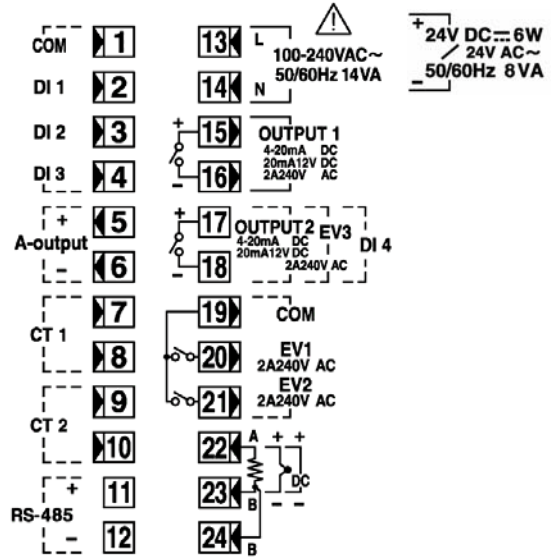 COM 1
DI 1 2
DI 2 3
DI 3 4
+ 5
A-output
− 6
7
CT 1
8
9
CT 2
10
+ 11
RS-485
− 12
13 L
100-240VAC~
50/60Hz 14VA
14 N
+ 24V DC⎓6W
/ 24V AC~
− 50/60Hz 8VA
+ 15 OUTPUT 1
4-20mA DC
20mA12V DC
2A240V AC
− 16
+ 17 OUTPUT2 EV3
4-20mA DC
20mA12V DC
2A240V AC
DI 4
− 18
19 COM
20 EV1
2A240V AC
21 EV2
2A240V AC
22 A + +
DC
23 B − −
24 B